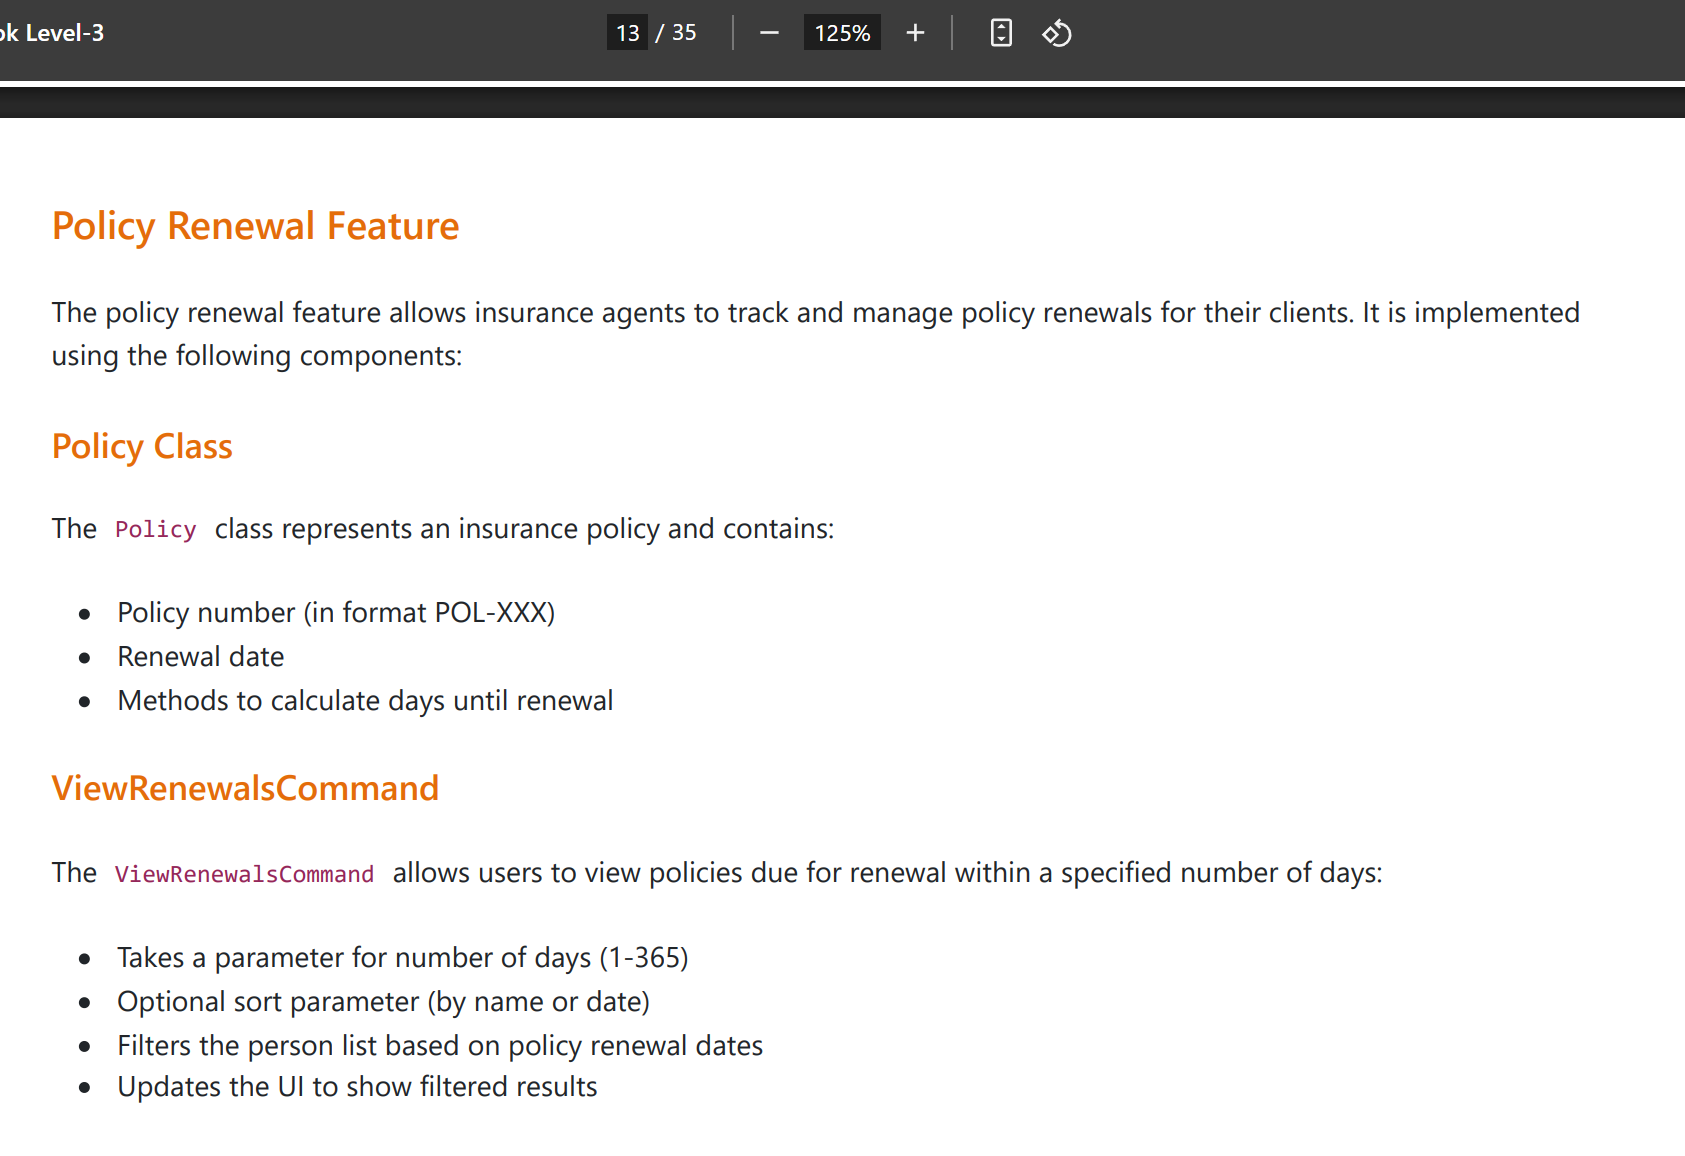 ok Level-3
13 / 35
125%
Policy Renewal Feature
The policy renewal feature allows insurance agents to track and manage policy renewals for their clients. It is implemented
using the following components:
Policy Class
The Policy class represents an insurance policy and contains:
• Policy number (in format POL-XXX)
• Renewal date
• Methods to calculate days until renewal
ViewRenewalsCommand
The ViewRenewalsCommand allows users to view policies due for renewal within a specified number of days:
• Takes a parameter for number of days (1-365)
• Optional sort parameter (by name or date)
• Filters the person list based on policy renewal dates
• Updates the UI to show filtered results